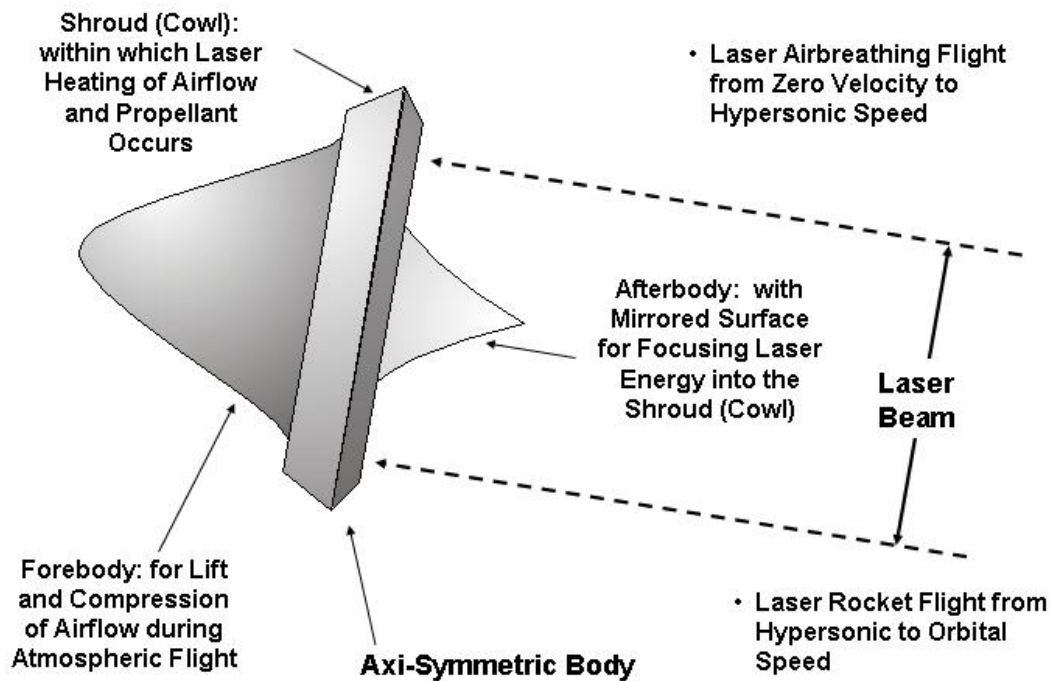 Shroud (Cowl):
within which Laser
Heating of Airflow
and Propellant
Occurs
• Laser Airbreathing Flight
from Zero Velocity to
Hypersonic Speed
Afterbody: with
Mirrored Surface
for Focusing Laser
Energy into the
Shroud (Cowl)
Laser
Beam
Forebody: for Lift
and Compression
of Airflow during
Atmospheric Flight
Axi-Symmetric Body
• Laser Rocket Flight from
Hypersonic to Orbital
Speed